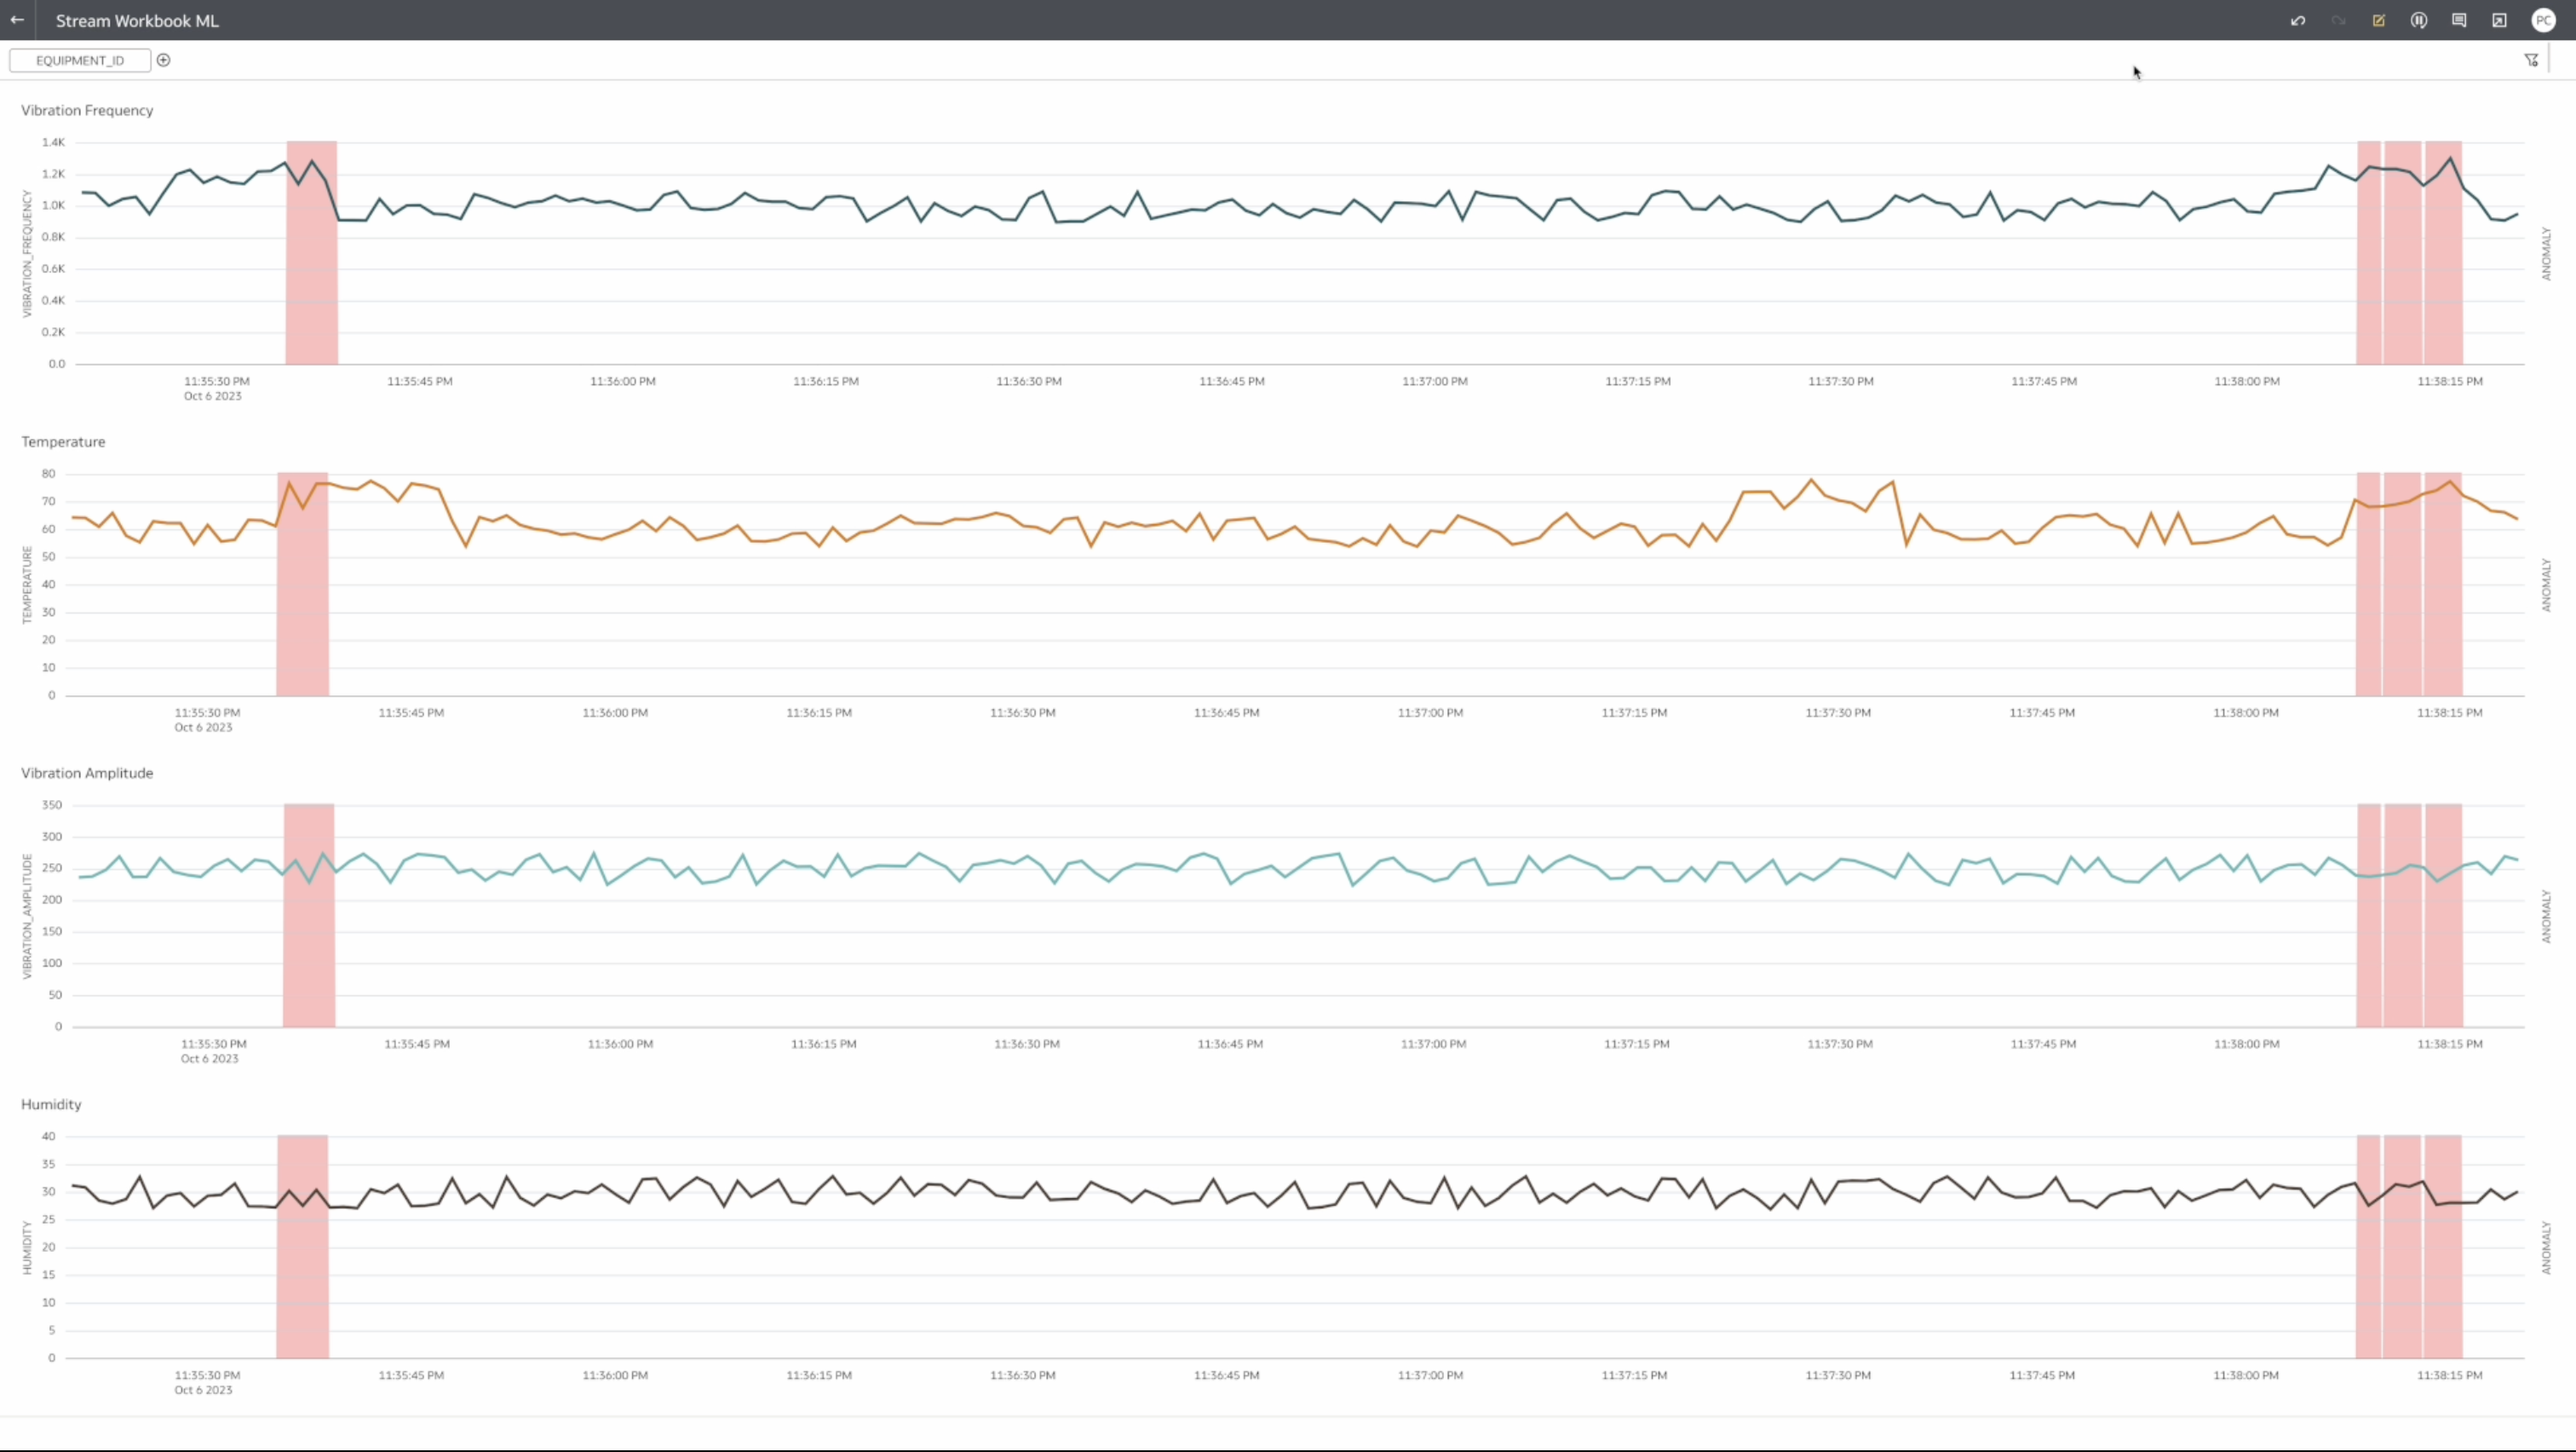 Stream Workbook ML
PC
EQUIPMENT_ID
Vibration Frequency
1.4K
1.2K
1.0K
0.8K
0.6K
0.4K
0.2K
0.0
VIBRATION_FREQUENCY
ANOMALY
11:35:30 PM 11:35:45 PM 11:36:00 PM 11:36:15 PM 11:36:30 PM 11:36:45 PM 11:37:00 PM 11:37:15 PM 11:37:30 PM 11:37:45 PM 11:38:00 PM 11:38:15 PM
Oct 6 2023
Temperature
80
70
60
50
40
30
20
10
0
TEMPERATURE
ANOMALY
11:35:30 PM 11:35:45 PM 11:36:00 PM 11:36:15 PM 11:36:30 PM 11:36:45 PM 11:37:00 PM 11:37:15 PM 11:37:30 PM 11:37:45 PM 11:38:00 PM 11:38:15 PM
Oct 6 2023
Vibration Amplitude
350
300
250
200
150
100
50
0
VIBRATION_AMPLITUDE
ANOMALY
11:35:30 PM 11:35:45 PM 11:36:00 PM 11:36:15 PM 11:36:30 PM 11:36:45 PM 11:37:00 PM 11:37:15 PM 11:37:30 PM 11:37:45 PM 11:38:00 PM 11:38:15 PM
Oct 6 2023
Humidity
40
35
30
25
20
15
10
5
0
HUMIDITY
ANOMALY
11:35:30 PM 11:35:45 PM 11:36:00 PM 11:36:15 PM 11:36:30 PM 11:36:45 PM 11:37:00 PM 11:37:15 PM 11:37:30 PM 11:37:45 PM 11:38:00 PM 11:38:15 PM
Oct 6 2023